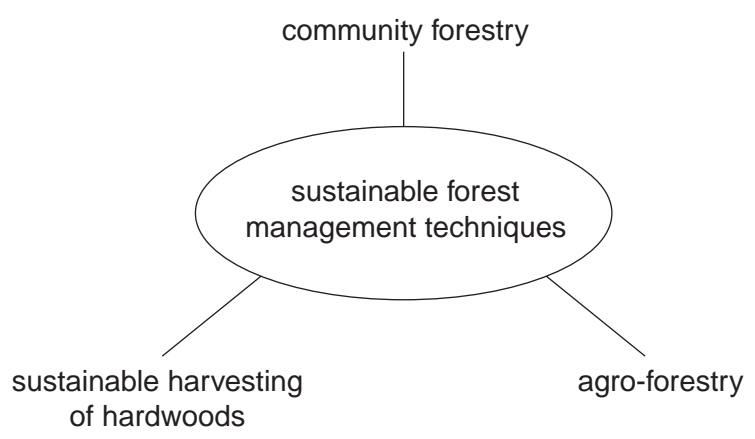 community forestry
sustainable forest
management techniques
sustainable harvesting
of hardwoods
agro-forestry